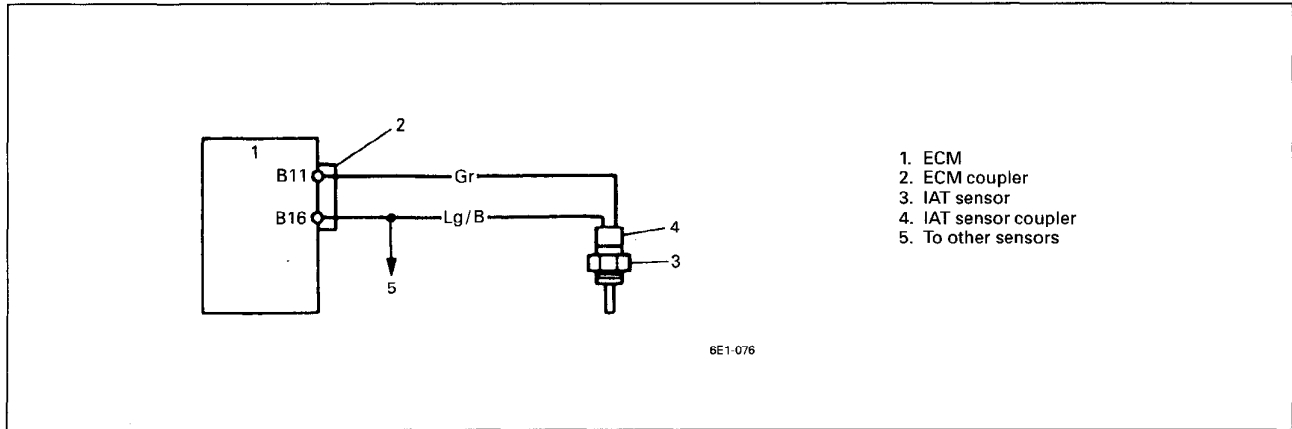 1
2
B11
Gr
B16
Lg/B
4
3
5
1. ECM
2. ECM coupler
3. IAT sensor
4. IAT sensor coupler
5. To other sensors
6E1-076